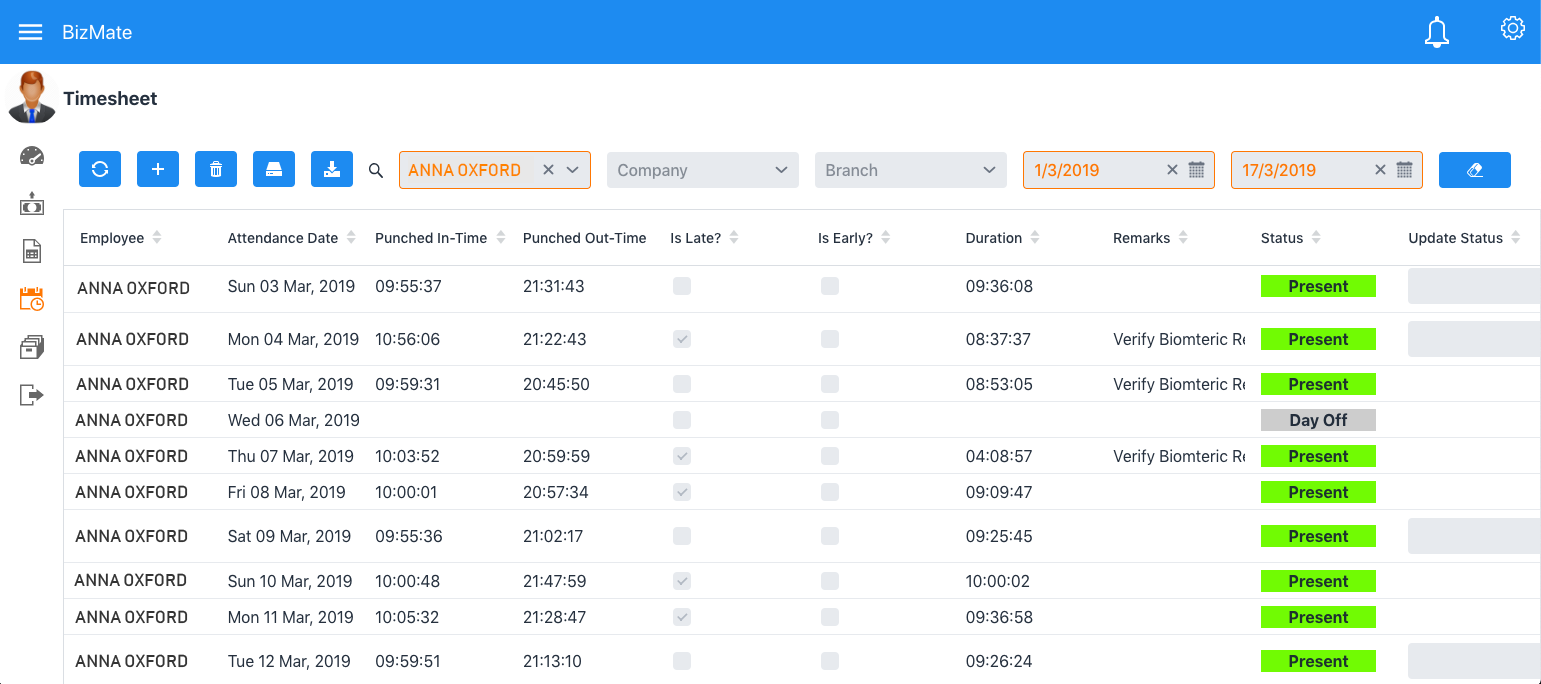 BizMate
Timesheet
ANNA OXFORD Company Branch 1/3/2019 17/3/2019
Employee Attendance Date Punched In-Time Punched Out-Time Is Late? Is Early? Duration Remarks Status Update Status
ANNA OXFORD Sun 03 Mar, 2019 09:55:37 21:31:43 09:36:08 Present
ANNA OXFORD Mon 04 Mar, 2019 10:56:06 21:22:43 08:37:37 Verify Biomteric Re Present
ANNA OXFORD Tue 05 Mar, 2019 09:59:31 20:45:50 08:53:05 Verify Biomteric Re Present
ANNA OXFORD Wed 06 Mar, 2019 Day Off
ANNA OXFORD Thu 07 Mar, 2019 10:03:52 20:59:59 04:08:57 Verify Biomteric Re Present
ANNA OXFORD Fri 08 Mar, 2019 10:00:01 20:57:34 09:09:47 Present
ANNA OXFORD Sat 09 Mar, 2019 09:55:36 21:02:17 09:25:45 Present
ANNA OXFORD Sun 10 Mar, 2019 10:00:48 21:47:59 10:00:02 Present
ANNA OXFORD Mon 11 Mar, 2019 10:05:32 21:28:47 09:36:58 Present
ANNA OXFORD Tue 12 Mar, 2019 09:59:51 21:13:10 09:26:24 Present